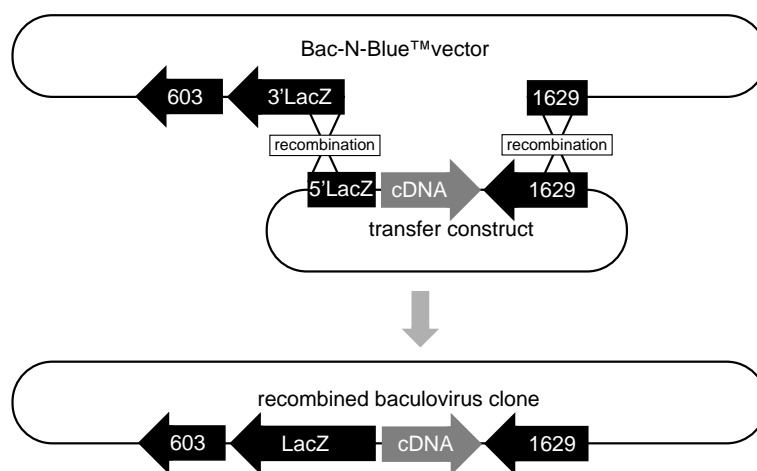 Bac-N-Blue™vector
603
3’LacZ
1629
recombination
recombination
5’LacZ
cDNA
1629
transfer construct
recombined baculovirus clone
603
LacZ
cDNA
1629